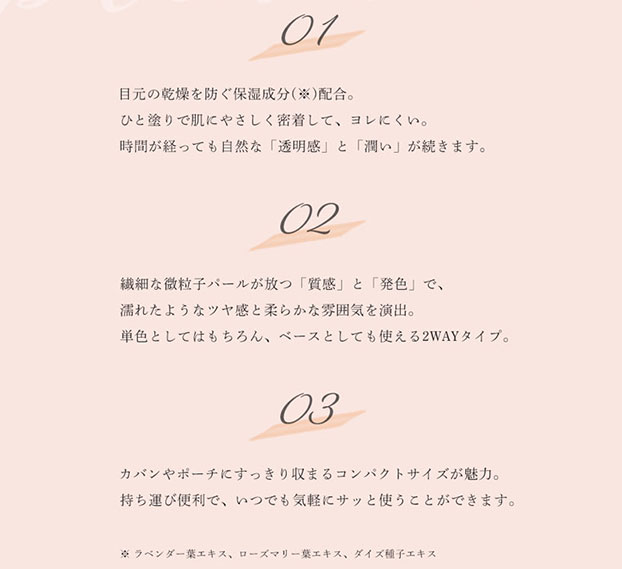 01
目元の乾燥を防ぐ保湿成分(※)配合。
ひと塗りで肌にやさしく密着して、ヨレにくい。
時間が経っても自然な「透明感」と「潤い」が続きます。
02
繊細な微粒子パールが放つ「質感」と「発色」で、
濡れたようなツヤ感と柔らかな雰囲気を演出。
単色としてはもちろん、ベースとしても使える2WAYタイプ。
03
カバンやポーチにすっきり収まるコンパクトサイズが魅力。
持ち運び便利で、いつでも気軽にサッと使うことができます。
※ ラベンダー葉エキス、ローズマリー葉エキス、ダイズ種子エキス